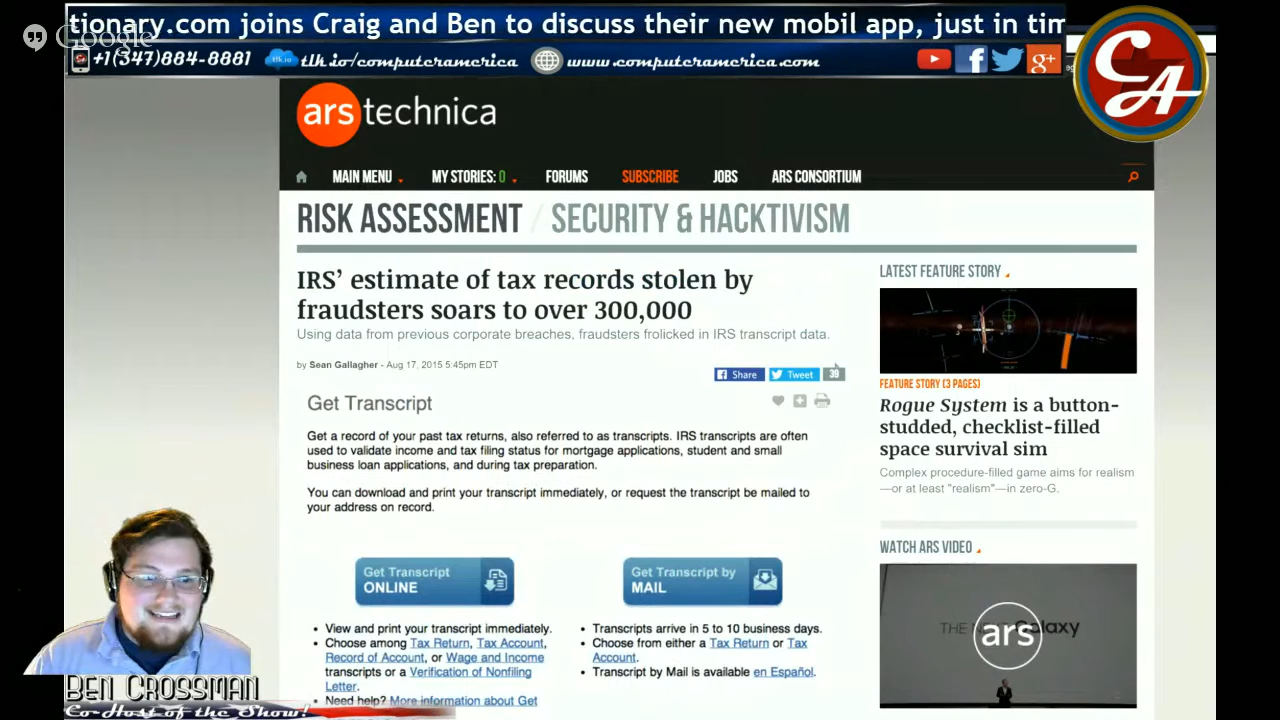 tionary.com joins Craig and Ben to discuss their new mobil app, just in tim
Google
+1(347)884-8881 tlk.io tlk.io/computeramerica www.computeramerica.com
CA
ars technica
MAIN MENU MY STORIES: 0 FORUMS SUBSCRIBE JOBS ARS CONSORTIUM
RISK ASSESSMENT / SECURITY & HACKTIVISM
IRS’ estimate of tax records stolen by
fraudsters soars to over 300,000
Using data from previous corporate breaches, fraudsters frolicked in IRS transcript data.
by Sean Gallagher - Aug 17, 2015 5:45pm EDT
Share Tweet 39
Get Transcript
Get a record of your past tax returns, also referred to as transcripts. IRS transcripts are often
used to validate income and tax filing status for mortgage applications, student and small
business loan applications, and during tax preparation.
You can download and print your transcript immediately, or request the transcript be mailed to
your address on record.
Get Transcript
ONLINE
View and print your transcript immediately.
Choose among Tax Return, Tax Account,
Record of Account, or Wage and Income
transcripts or a Verification of Nonfiling
Letter.
Need help? More information about Get
Get Transcript by
MAIL
Transcripts arrive in 5 to 10 business days.
Choose from either a Tax Return or Tax
Account.
Transcript by Mail is available en Español.
LATEST FEATURE STORY
FEATURE STORY (3 PAGES)
Rogue System is a button-
studded, checklist-filled
space survival sim
Complex procedure-filled game aims for realism
—or at least "realism"—in zero-G.
WATCH ARS VIDEO
THE NEXT Galaxy
ars
BEN CROSSMAN
Co-Host of the Show!